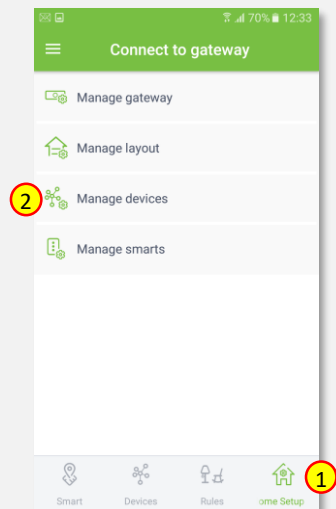 70% 12:33
Connect to gateway
Manage gateway
Manage layout
2
Manage devices
Manage smarts
1
Smart
Devices
Rules
ome Setup